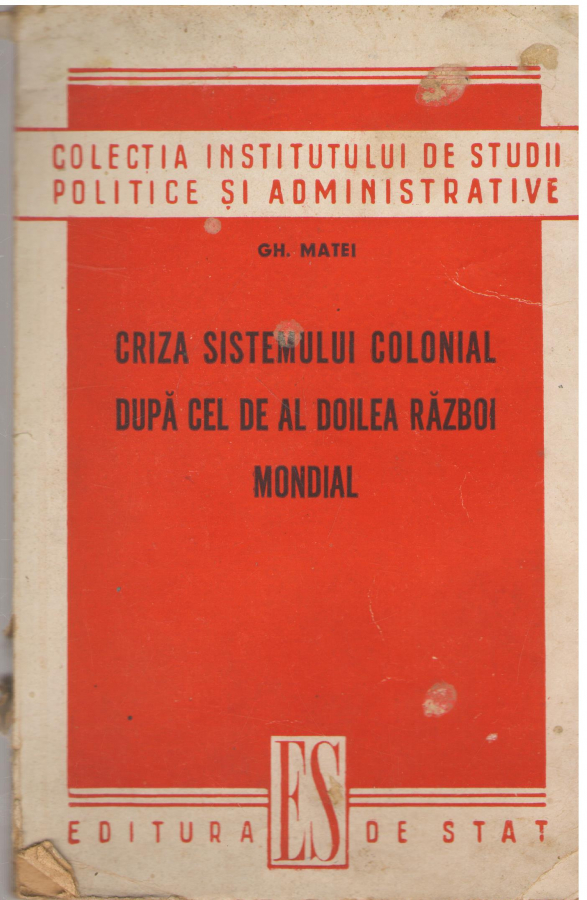 COLECȚIA INSTITUTULUI DE STUDII
POLITICE ȘI ADMINISTRATIVE
GH. MATEI
CRIZA SISTEMULUI COLONIAL
DUPĂ CEL DE AL DOILEA RĂZBOI
MONDIAL
ES
EDITURA DE STAT